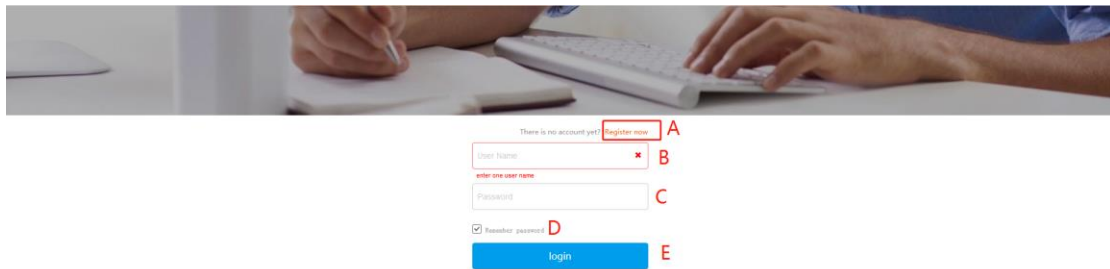 There is no account yet? Register now A
User Name ✖ B
enter one user name
Password C
Remember password D
login E